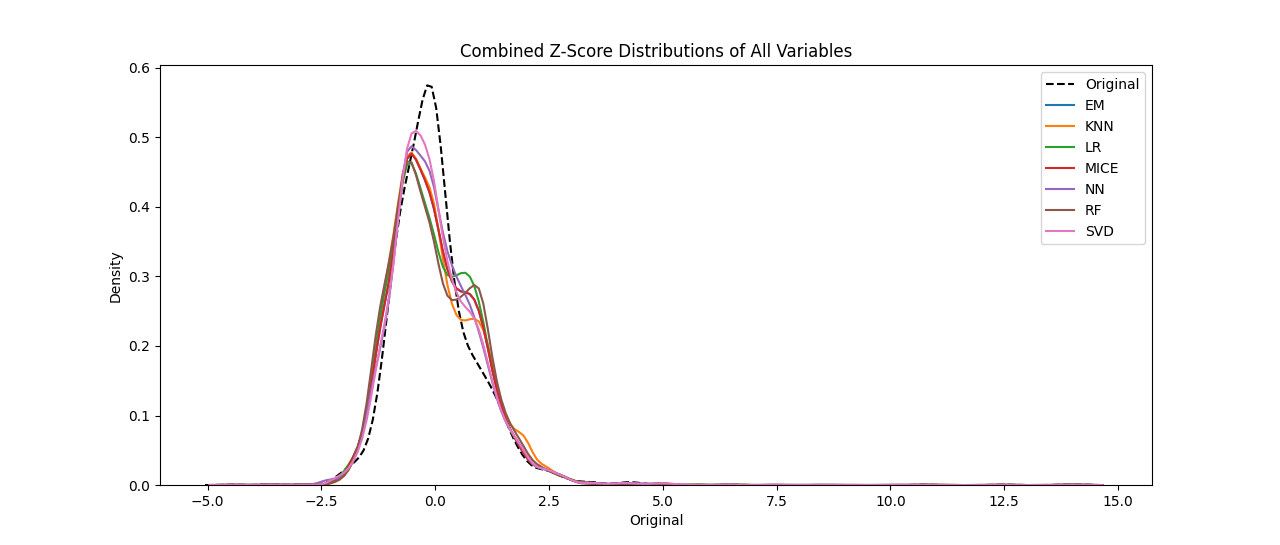 Combined Z-Score Distributions of All Variables
0.6
0.5
0.4
0.3
0.2
0.1
0.0
Density
−5.0
−2.5
0.0
2.5
5.0
7.5
10.0
12.5
15.0
Original
Original
EM
KNN
LR
MICE
NN
RF
SVD